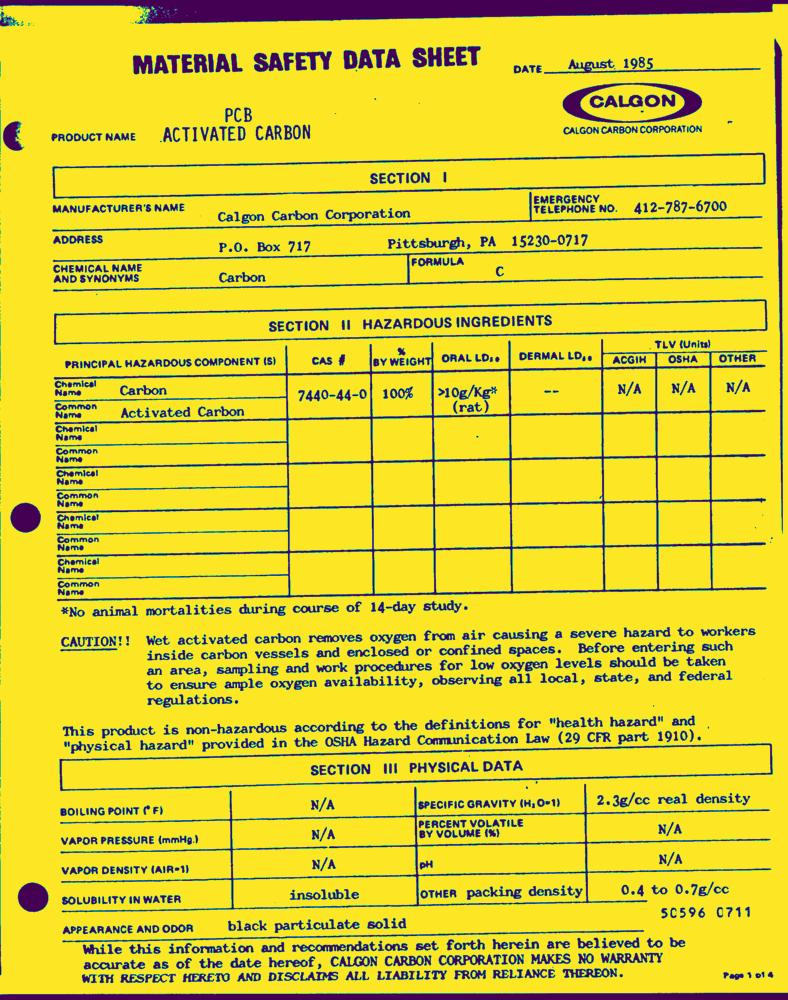 MATERIAL SAFETY DATA SHEET
DATE August 1985
PCB
PRODUCT NAME ACTIVATED CARBON
CALGON
CALGON CARBON CORPORATION
SECTION I
MANUFACTURER'S NAME Calgon Carbon Corporation EMERGENCY TELEPHONE NO. 412-787-6700
ADDRESS P.O. Box 717 Pittsburgh, PA 15230-0717
CHEMICAL NAME AND SYNONYMS Carbon FORMULA C
SECTION II HAZARDOUS INGREDIENTS
PRINCIPAL HAZARDOUS COMPONENT (S) CAS # % BY WEIGHT ORAL LD₅₀ DERMAL LD₅₀ TLV (Units) ACGIH OSHA OTHER
Chemical Name Carbon 7440-44-0 100% >10g/Kg* (rat) -- N/A N/A N/A
Common Name Activated Carbon
Chemical Name
Common Name
Chemical Name
Common Name
Chemical Name
Common Name
Chemical Name
Common Name
*No animal mortalities during course of 14-day study.
CAUTION!! Wet activated carbon removes oxygen from air causing a severe hazard to workers
inside carbon vessels and enclosed or confined spaces. Before entering such
an area, sampling and work procedures for low oxygen levels should be taken
to ensure ample oxygen availability, observing all local, state, and federal
regulations.
This product is non-hazardous according to the definitions for "health hazard" and
"physical hazard" provided in the OSHA Hazard Communication Law (29 CFR part 1910).
SECTION III PHYSICAL DATA
BOILING POINT (°F) N/A SPECIFIC GRAVITY (H₂O=1) 2.3g/cc real density
VAPOR PRESSURE (mmHg.) N/A PERCENT VOLATILE BY VOLUME (%) N/A
VAPOR DENSITY (AIR=1) N/A pH N/A
SOLUBILITY IN WATER insoluble OTHER packing density 0.4 to 0.7g/cc
50596 0711
APPEARANCE AND ODOR black particulate solid
While this information and recommendations set forth herein are believed to be
accurate as of the date hereof, CALGON CARBON CORPORATION MAKES NO WARRANTY
WITH RESPECT HERETO AND DISCLAIMS ALL LIABILITY FROM RELIANCE THEREON.
Page 1 of 4